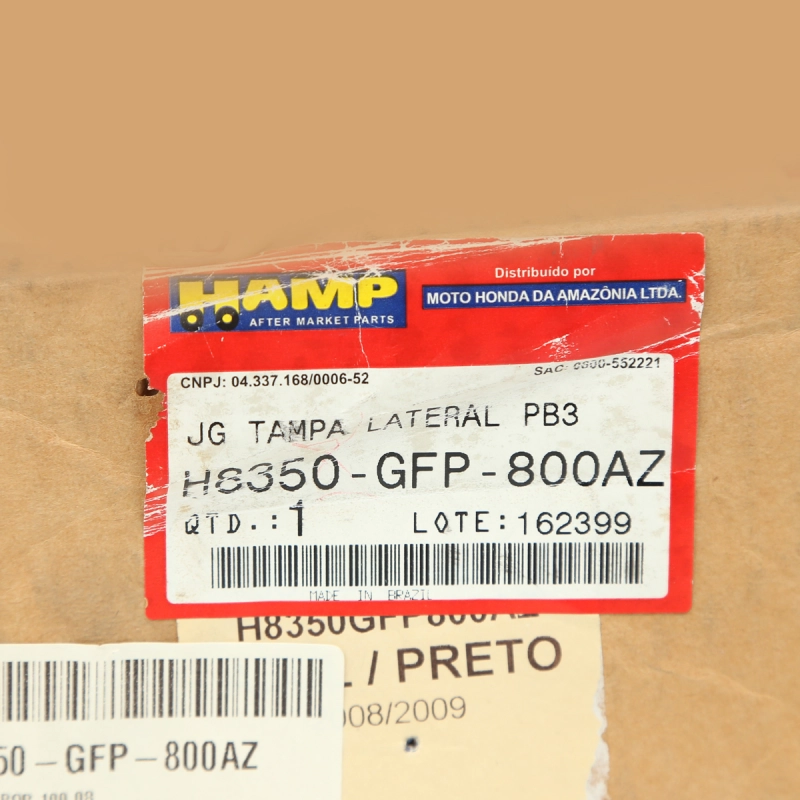 HAMP
AFTER MARKET PARTS
Distribuído por
MOTO HONDA DA AMAZÔNIA LTDA.
CNPJ: 04.337.168/0006-52
SAC: 0800-552221
JG TAMPA LATERAL PB3
H8350-GFP-800AZ
QTD.:1 LOTE:162399
MADE IN BRAZIL
H8350GFP800AZ
/ PRETO
008/2009
50-GFP-800AZ